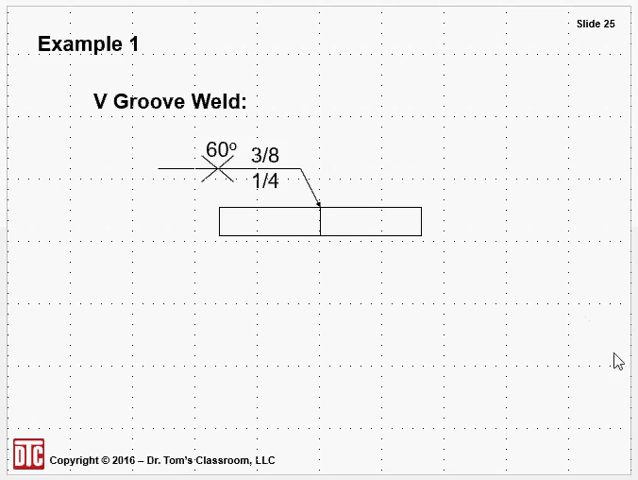 Slide 25
Example 1
V Groove Weld:
60º 3/8
1/4
DTC Copyright © 2016 – Dr. Tom's Classroom, LLC